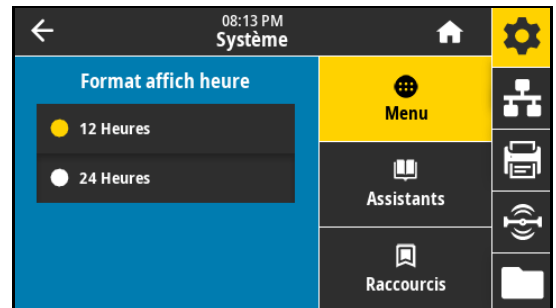 08:13 PM
Système
Format affich heure
12 Heures
24 Heures
Menu
Assistants
Raccourcis